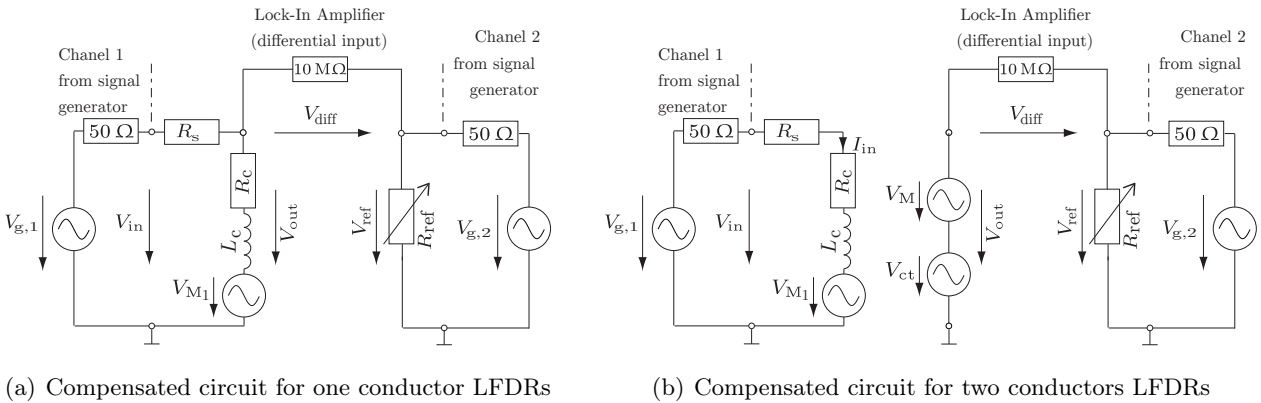 Lock-In Amplifier
(differential input)
Chanel 1
from signal
generator
Chanel 2
from signal
generator
10 MΩ
50 Ω
R_s
V_diff
50 Ω
R_c
V_g,1
V_in
L_c
V_out
V_ref
R_ref
V_g,2
V_M1
(a) Compensated circuit for one conductor LFDRs
Lock-In Amplifier
(differential input)
Chanel 1
from signal
generator
Chanel 2
from signal
generator
10 MΩ
50 Ω
R_s
I_in
V_diff
50 Ω
R_c
V_g,1
V_in
L_c
V_M1
V_M
V_ct
V_out
V_ref
R_ref
V_g,2
(b) Compensated circuit for two conductors LFDRs